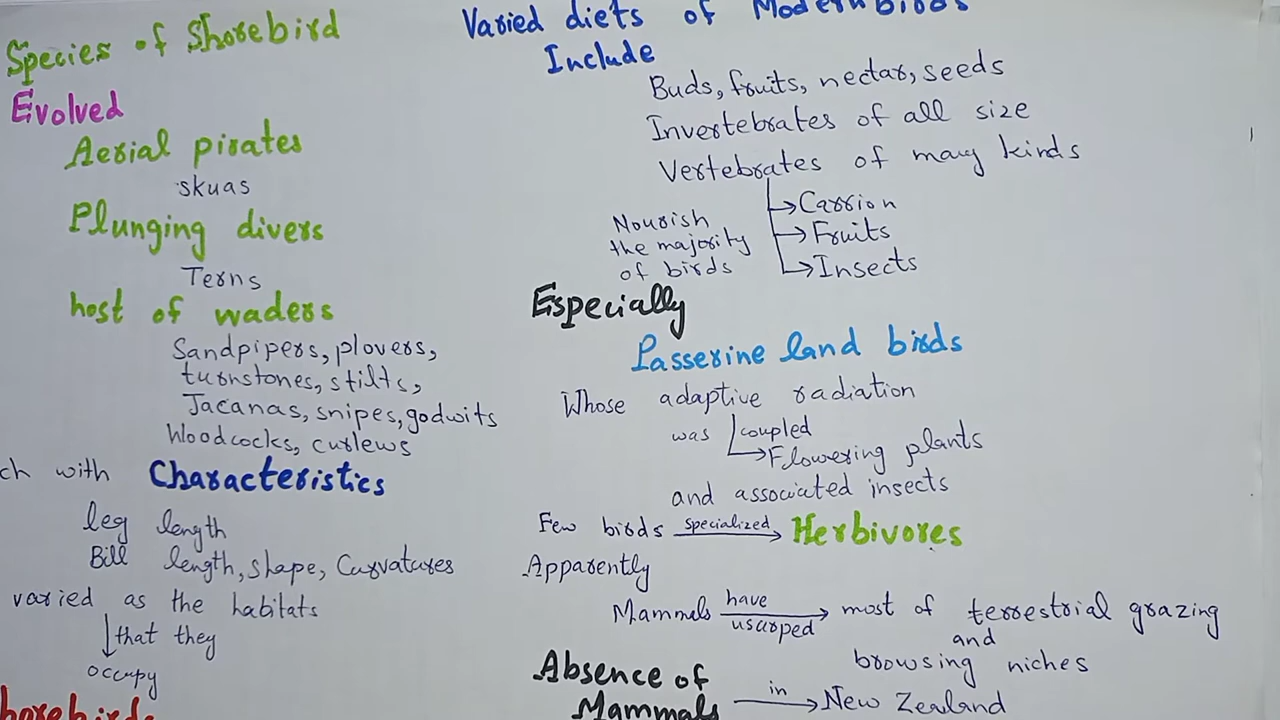 Species of Shorebird
Evolved
Aerial pirates
skuas
Plunging divers
Terns
host of waders
Sandpipers, plovers,
turnstones, stilts,
Jacanas, snipes, godwits
Woodcocks, curlews
ch with Characteristics
leg length
Bill length, shape, Curvatures
varied as the habitats
that they
occupy
horebirds
Varied diets of Modern birds
Include
Buds, fruits, nectar, seeds
Invertebrates of all size
Vertebrates of many kinds
Carrion
Fruits
Insects
Nourish
the majority
of birds
Especially
Passerine land birds
Whose adaptive radiation
was coupled
Flowering plants
and associated insects
Few birds specialized Herbivores
Apparently
Mammals have usurped most of terrestrial grazing
and
browsing niches
Absence of
Mammals in New Zealand